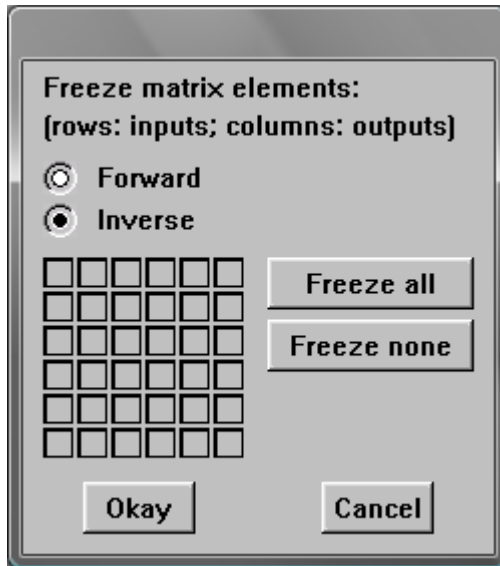 Freeze matrix elements:
(rows: inputs; columns: outputs)
Forward
Inverse
Freeze all
Freeze none
Okay
Cancel